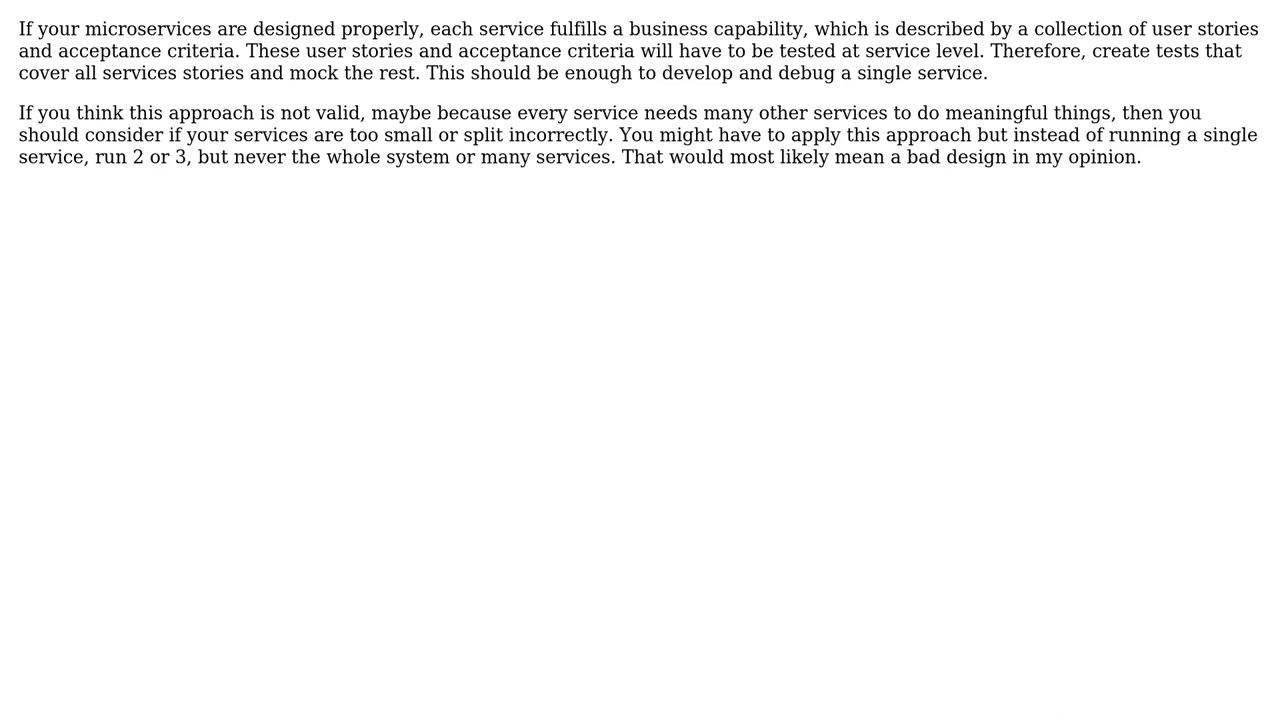 If your microservices are designed properly, each service fulfills a business capability, which is described by a collection of user stories
and acceptance criteria. These user stories and acceptance criteria will have to be tested at service level. Therefore, create tests that
cover all services stories and mock the rest. This should be enough to develop and debug a single service.
If you think this approach is not valid, maybe because every service needs many other services to do meaningful things, then you
should consider if your services are too small or split incorrectly. You might have to apply this approach but instead of running a single
service, run 2 or 3, but never the whole system or many services. That would most likely mean a bad design in my opinion.